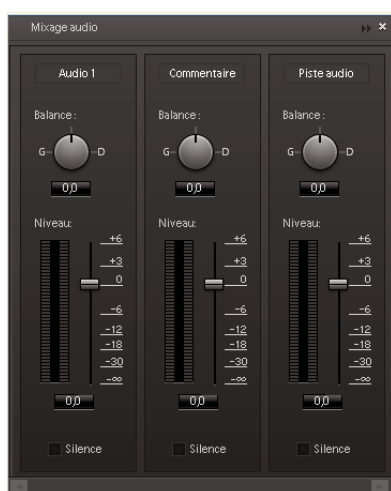 Mixage audio
Audio 1
Balance :
G
D
0,0
Niveau:
+6
+3
0
−6
−12
−18
−30
−∞
0,0
Silence
Commentaire
Balance :
G
D
0,0
Niveau:
+6
+3
0
−6
−12
−18
−30
−∞
0,0
Silence
Piste audio
Balance :
G
D
0,0
Niveau:
+6
+3
0
−6
−12
−18
−30
−∞
0,0
Silence